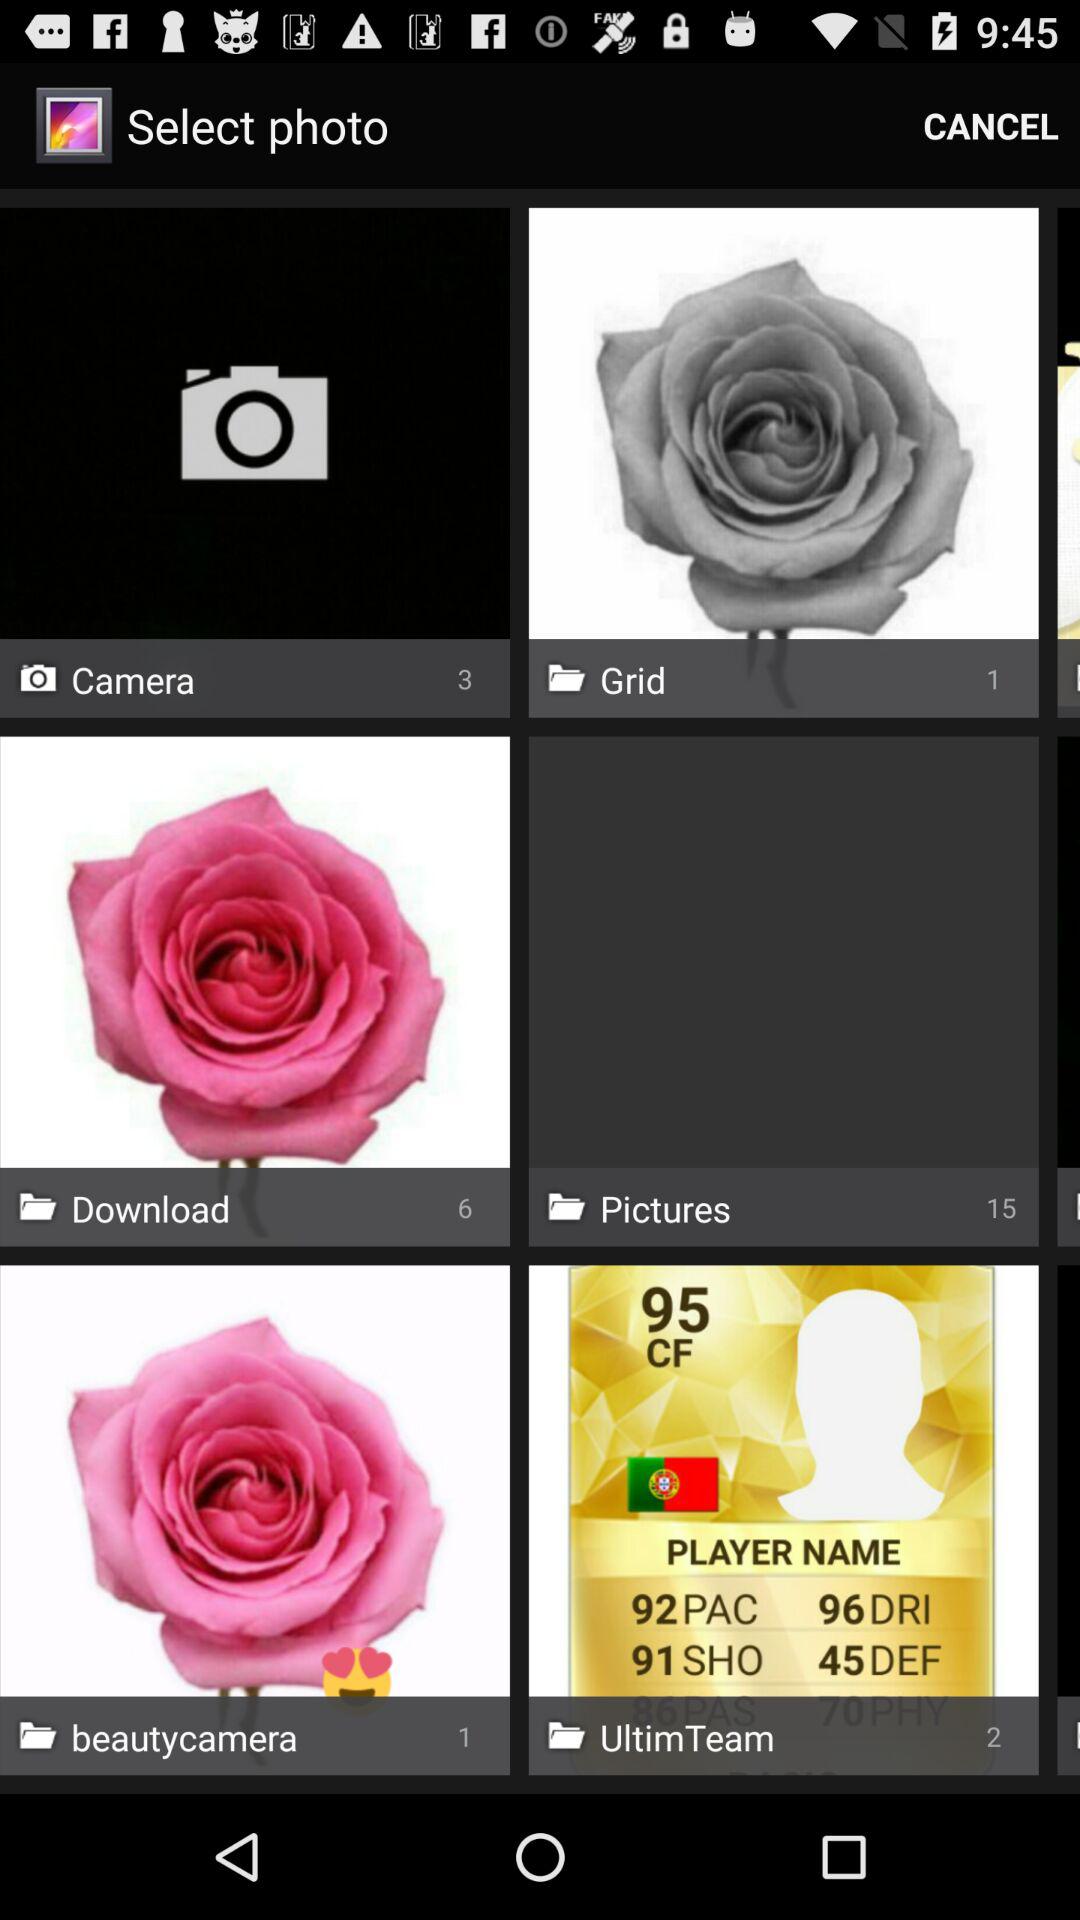 FAKE
9:45
Select photo
CANCEL
Camera 3
Grid 1
Download 6
Pictures 15
95
CF
PLAYER NAME
92 PAC 96 DRI
91 SHO 45 DEF
86 PAS 70 PHY
beautycamera 1
UltimTeam 2